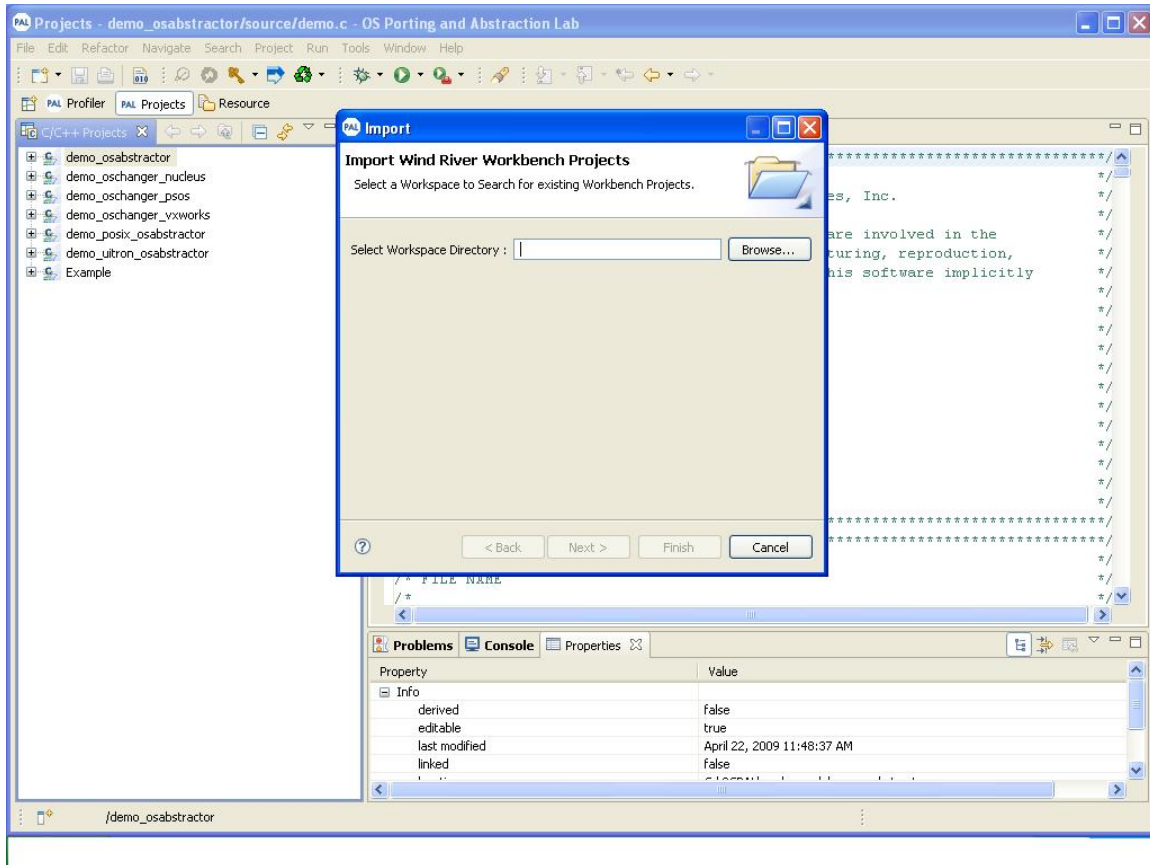 PAL Projects - demo_osabstractor/source/demo.c - OS Porting and Abstraction Lab
File Edit Refactor Navigate Search Project Run Tools Window Help
PAL Profiler PAL Projects Resource
C/C++ Projects
demo_osabstractor
demo_oschanger_nucleus
demo_oschanger_psos
demo_oschanger_vxworks
demo_posix_osabstractor
demo_uitron_osabstractor
Example
PAL Import
Import Wind River Workbench Projects
Select a Workspace to Search for existing Workbench Projects.
Select Workspace Directory :
Browse...
< Back Next > Finish Cancel
*******************************/
*/
es, Inc. */
*/
are involved in the */
turing, reproduction, */
his software implicitly */
*/
*/
*/
*/
*/
*/
*/
*/
*/
*/
*/
*/
*******************************/
*******************************/
*/
/* FILE NAME */
/* */
Problems Console Properties
Property Value
Info
derived false
editable true
last modified April 22, 2009 11:48:37 AM
linked false
/demo_osabstractor